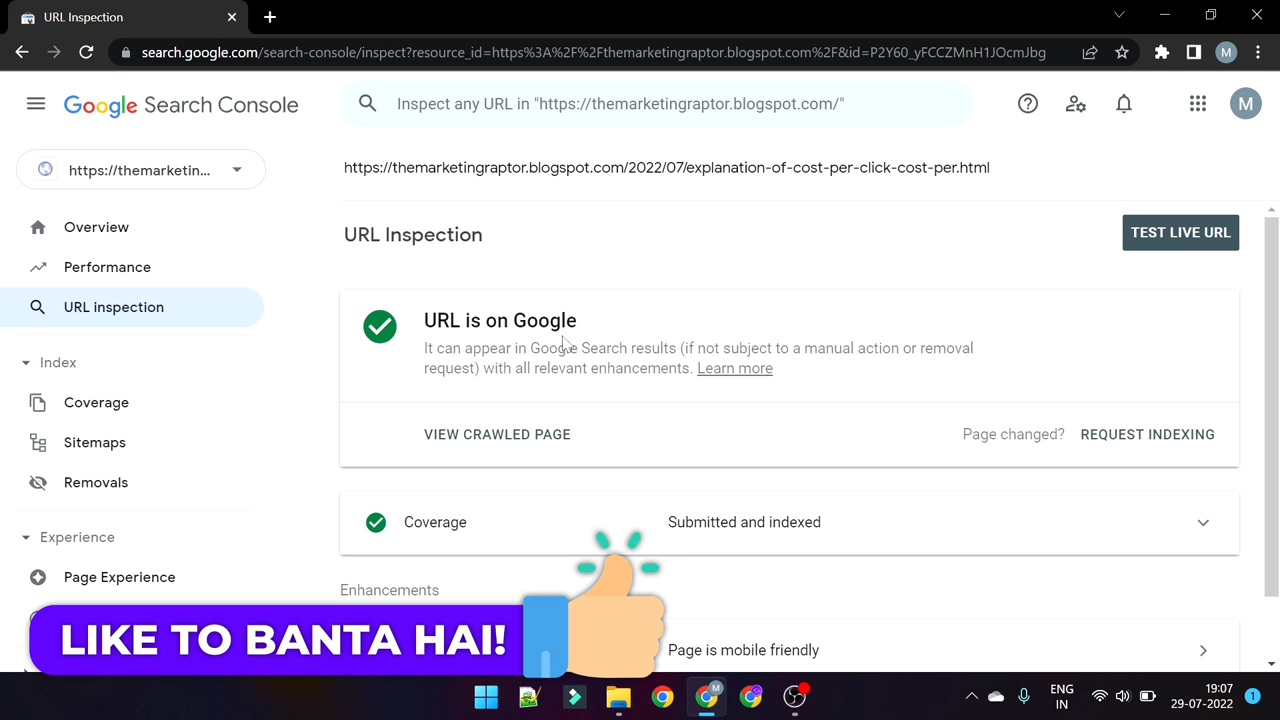 URL Inspection
search.google.com/search-console/inspect?resource_id=https%3A%2F%2Fthemarketingraptor.blogspot.com%2F&id=P2Y60_yFCCZMnH1JOcmJbg
M
Google Search Console
Inspect any URL in "https://themarketingraptor.blogspot.com/"
M
https://themarketin...
https://themarketingraptor.blogspot.com/2022/07/explanation-of-cost-per-click-cost-per.html
Overview
Performance
URL inspection
Index
Coverage
Sitemaps
Removals
Experience
Page Experience
URL Inspection
TEST LIVE URL
URL is on Google
It can appear in Google Search results (if not subject to a manual action or removal
request) with all relevant enhancements. Learn more
VIEW CRAWLED PAGE
Page changed? REQUEST INDEXING
Coverage
Submitted and indexed
Enhancements
Page is mobile friendly
LIKE TO BANTA HAI!
M
ENG
IN
19:07
29-07-2022
1